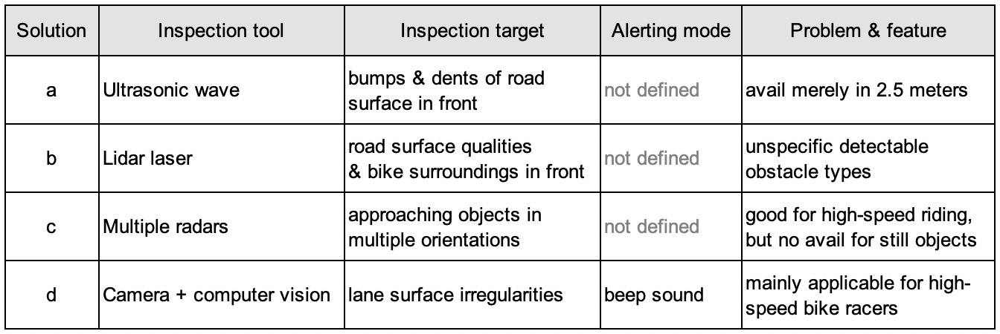 Solution Inspection tool Inspection target Alerting mode Problem & feature
a Ultrasonic wave bumps & dents of road surface in front not defined avail merely in 2.5 meters
b Lidar laser road surface qualities & bike surroundings in front not defined unspecific detectable obstacle types
c Multiple radars approaching objects in multiple orientations not defined good for high-speed riding, but no avail for still objects
d Camera + computer vision lane surface irregularities beep sound mainly applicable for high-speed bike racers